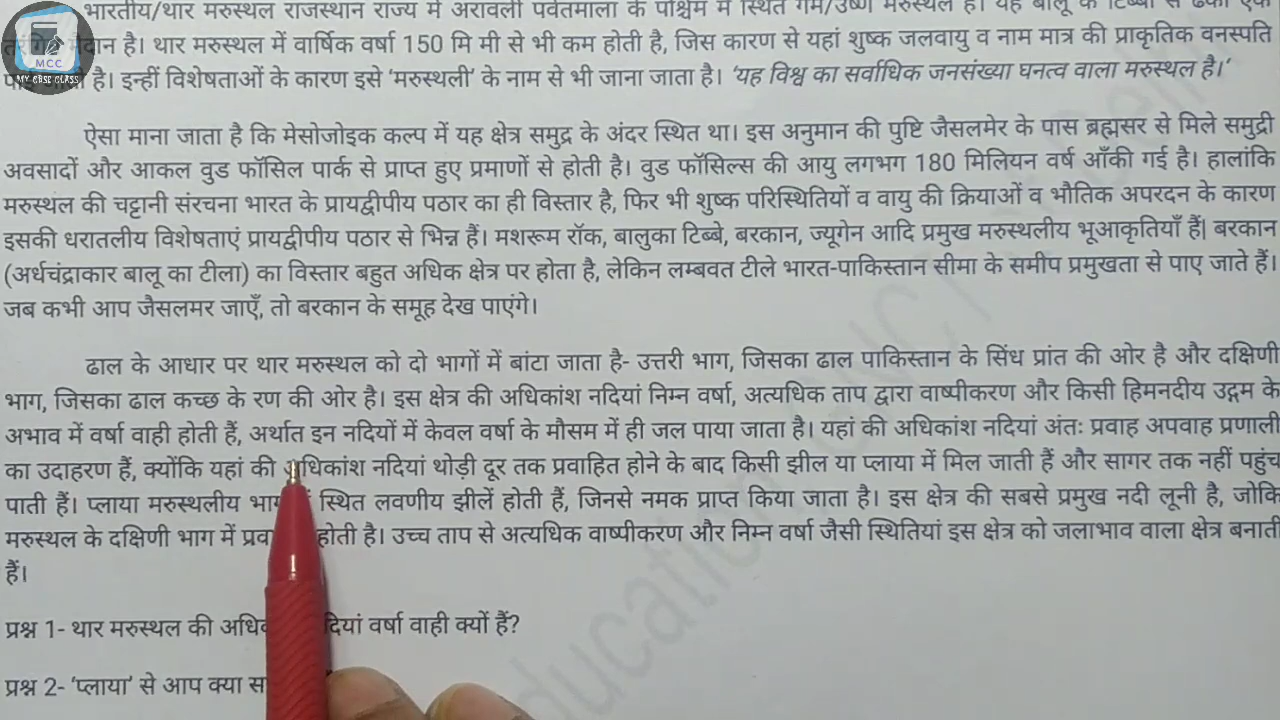 भारतीय/थार मरुस्थल राजस्थान राज्य में अरावली पर्वतमाला के पश्चिम में स्थित गर्म/उष्ण मरुस्थल है। यह बालू के टिब्बों से ढका एक
मैदान है। थार मरुस्थल में वार्षिक वर्षा 150 मि मी से भी कम होती है, जिस कारण से यहां शुष्क जलवायु व नाम मात्र की प्राकृतिक वनस्पति
है। इन्हीं विशेषताओं के कारण इसे ‘मरुस्थली’ के नाम से भी जाना जाता है। ‘यह विश्व का सर्वाधिक जनसंख्या घनत्व वाला मरुस्थल है।‘
ऐसा माना जाता है कि मेसोजोइक कल्प में यह क्षेत्र समुद्र के अंदर स्थित था। इस अनुमान की पुष्टि जैसलमेर के पास ब्रह्मसर से मिले समुद्री
अवसादों और आकल वुड फॉसिल पार्क से प्राप्त हुए प्रमाणों से होती है। वुड फॉसिल्स की आयु लगभग 180 मिलियन वर्ष आँकी गई है। हालांकि
मरुस्थल की चट्टानी संरचना भारत के प्रायद्वीपीय पठार का ही विस्तार है, फिर भी शुष्क परिस्थितियों व वायु की क्रियाओं व भौतिक अपरदन के कारण
इसकी धरातलीय विशेषताएं प्रायद्वीपीय पठार से भिन्न हैं। मशरूम रॉक, बालुका टिब्बे, बरकान, ज्यूगेन आदि प्रमुख मरुस्थलीय भूआकृतियाँ हैं| बरकान
(अर्धचंद्राकार बालू का टीला) का विस्तार बहुत अधिक क्षेत्र पर होता है, लेकिन लम्बवत टीले भारत-पाकिस्तान सीमा के समीप प्रमुखता से पाए जाते हैं।
जब कभी आप जैसलमर जाएँ, तो बरकान के समूह देख पाएंगे।
ढाल के आधार पर थार मरुस्थल को दो भागों में बांटा जाता है- उत्तरी भाग, जिसका ढाल पाकिस्तान के सिंध प्रांत की ओर है और दक्षिणी
भाग, जिसका ढाल कच्छ के रण की ओर है। इस क्षेत्र की अधिकांश नदियां निम्न वर्षा, अत्यधिक ताप द्वारा वाष्पीकरण और किसी हिमनदीय उद्गम के
अभाव में वर्षा वाही होती हैं, अर्थात इन नदियों में केवल वर्षा के मौसम में ही जल पाया जाता है। यहां की अधिकांश नदियां अंतः प्रवाह अपवाह प्रणाली
का उदाहरण हैं, क्योंकि यहां की अधिकांश नदियां थोड़ी दूर तक प्रवाहित होने के बाद किसी झील या प्लाया में मिल जाती हैं और सागर तक नहीं पहुंच
पाती हैं। प्लाया मरुस्थलीय स्थित लवणीय झीलें होती हैं, जिनसे नमक प्राप्त किया जाता है। इस क्षेत्र की सबसे प्रमुख नदी लूनी है, जोकि
मरुस्थल के दक्षिणी भाग में होती है। उच्च ताप से अत्यधिक वाष्पीकरण और निम्न वर्षा जैसी स्थितियां इस क्षेत्र को जलाभाव वाला क्षेत्र बनाती
हैं।
प्रश्न 1- थार मरुस्थल की वर्षा वाही क्यों हैं?
प्रश्न 2- ‘प्लाया’ से आप क्या
MCC
MY CBSE CLASS